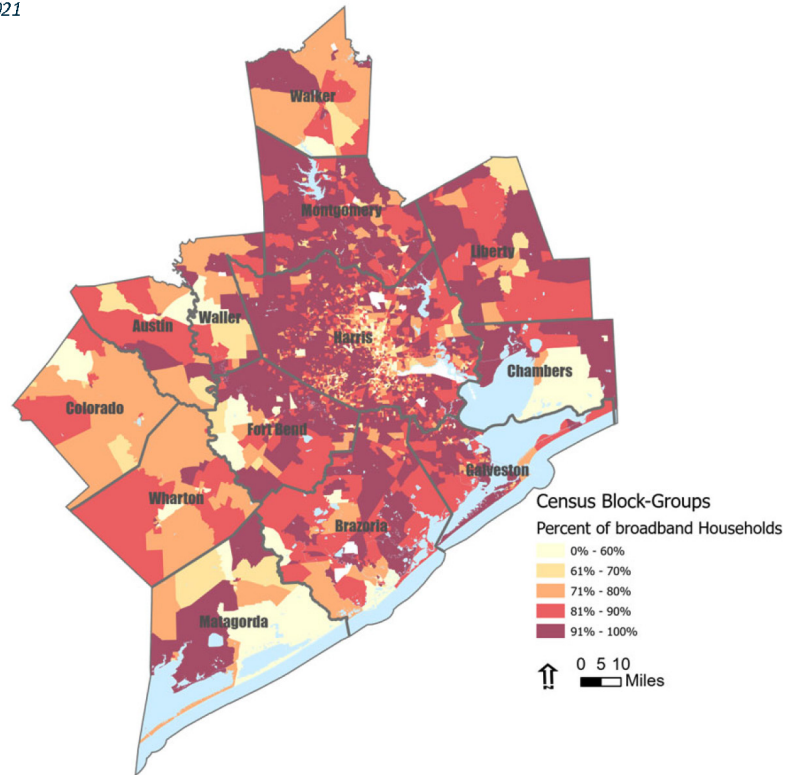 Walker
Montgomery
Liberty
Austin
Waller
Harris
Chambers
Colorado
Fort Bend
Galveston
Wharton
Brazoria
Matagorda
Census Block-Groups
Percent of broadband Households
0% - 60%
61% - 70%
71% - 80%
81% - 90%
91% - 100%
0 5 10
Miles